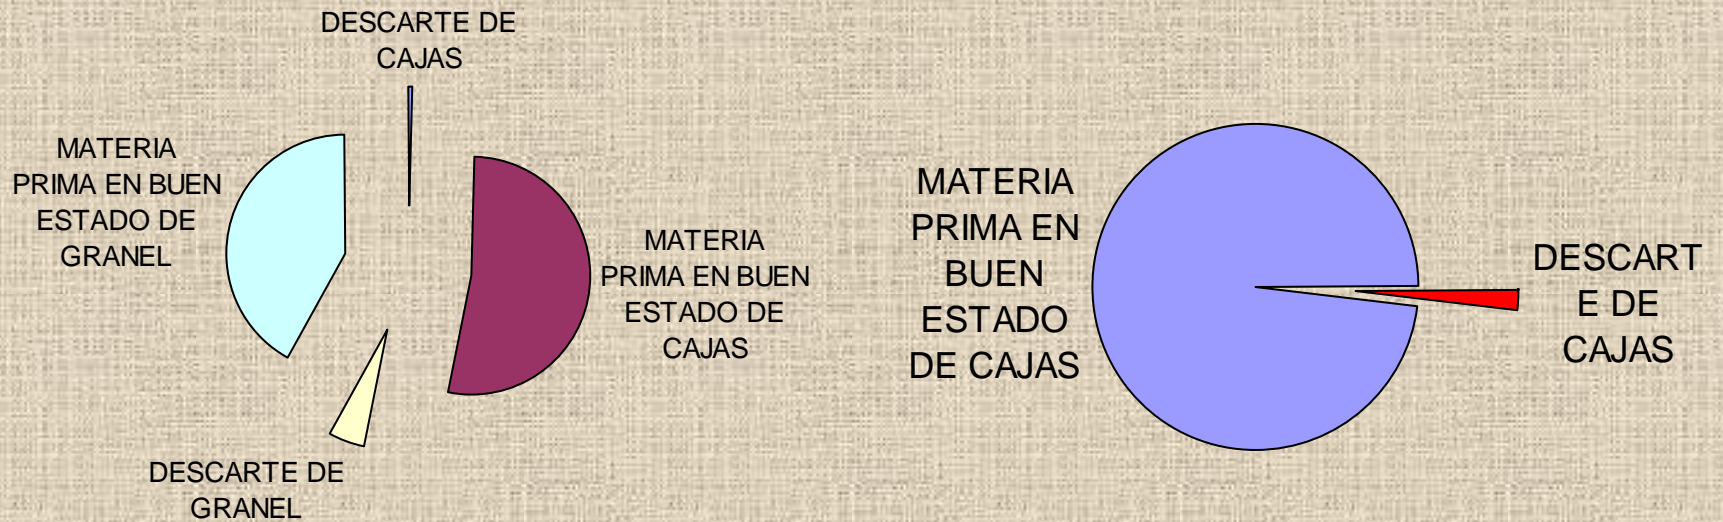 DESCARTE DE
CAJAS
MATERIA
PRIMA EN BUEN
ESTADO DE
GRANEL
MATERIA
PRIMA EN BUEN
ESTADO DE
CAJAS
DESCARTE DE
GRANEL
MATERIA
PRIMA EN
BUEN
ESTADO
DE CAJAS
DESCART
E DE
CAJAS